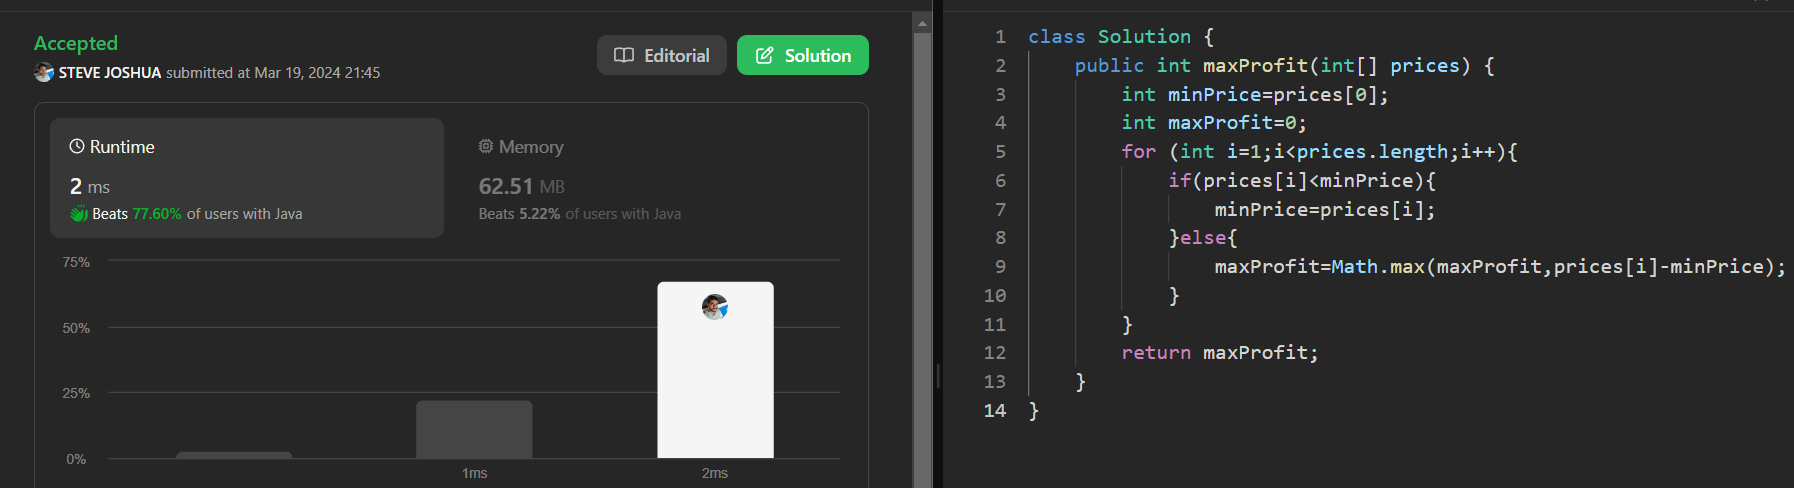 Accepted
STEVE JOSHUA submitted at Mar 19, 2024 21:45
Editorial
Solution
Runtime
2 ms
Beats 77.60% of users with Java
Memory
62.51 MB
Beats 5.22% of users with Java
75%
50%
25%
0%
1ms
2ms
1 class Solution {
2 public int maxProfit(int[] prices) {
3 int minPrice=prices[0];
4 int maxProfit=0;
5 for (int i=1;i<prices.length;i++){
6 if(prices[i]<minPrice){
7 minPrice=prices[i];
8 }else{
9 maxProfit=Math.max(maxProfit,prices[i]-minPrice);
10 }
11 }
12 return maxProfit;
13 }
14 }